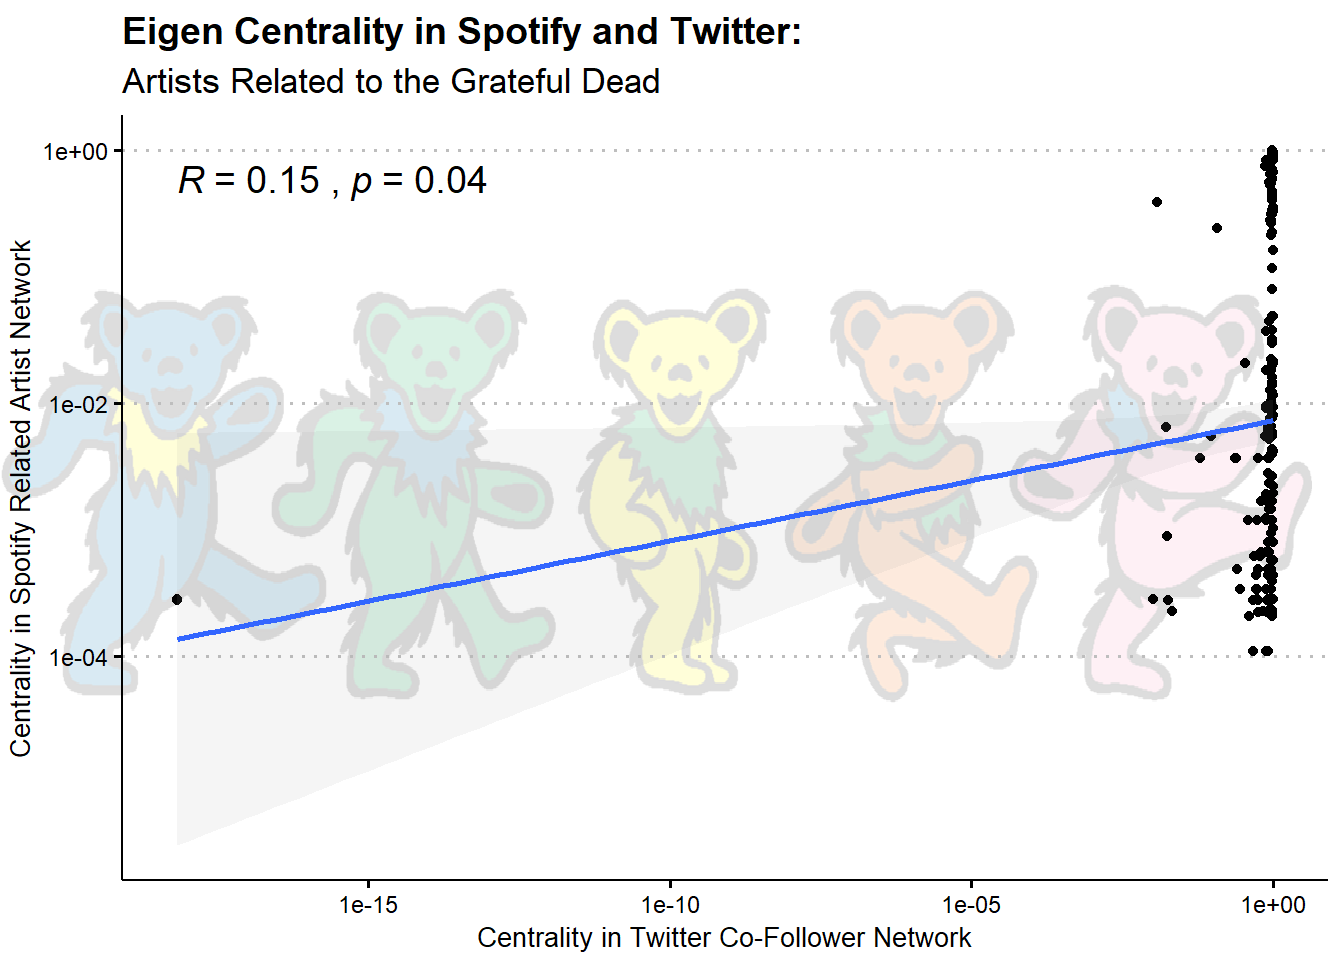 Eigen Centrality in Spotify and Twitter:
Artists Related to the Grateful Dead
R = 0.15 , p = 0.04
Centrality in Spotify Related Artist Network
1e+00
1e-02
1e-04
1e-15
1e-10
1e-05
1e+00
Centrality in Twitter Co-Follower Network